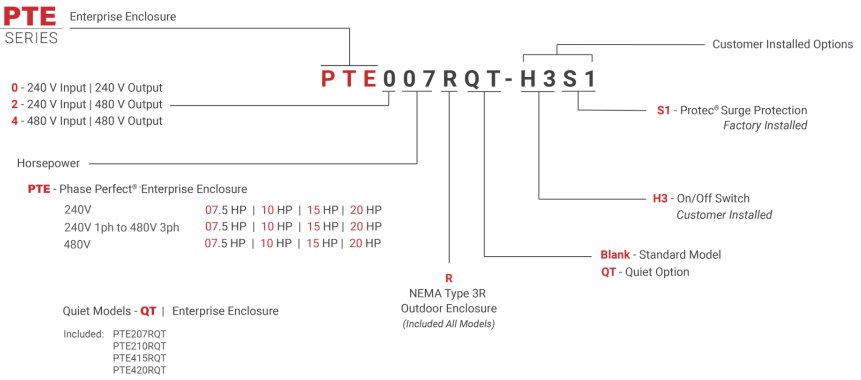 PTE
SERIES
Enterprise Enclosure
Customer Installed Options
PTE007RQT-H3S1
0 - 240 V Input | 240 V Output
2 - 240 V Input | 480 V Output
4 - 480 V Input | 480 V Output
S1 - Protec® Surge Protection
Factory Installed
Horsepower
PTE - Phase Perfect® Enterprise Enclosure
240V 07.5 HP | 10 HP | 15 HP | 20 HP
240V 1ph to 480V 3ph 07.5 HP | 10 HP | 15 HP | 20 HP
480V 07.5 HP | 10 HP | 15 HP | 20 HP
H3 - On/Off Switch
Customer Installed
Blank - Standard Model
QT - Quiet Option
R
NEMA Type 3R
Outdoor Enclosure
(Included All Models)
Quiet Models - QT | Enterprise Enclosure
Included: PTE207RQT
PTE210RQT
PTE415RQT
PTE420RQT